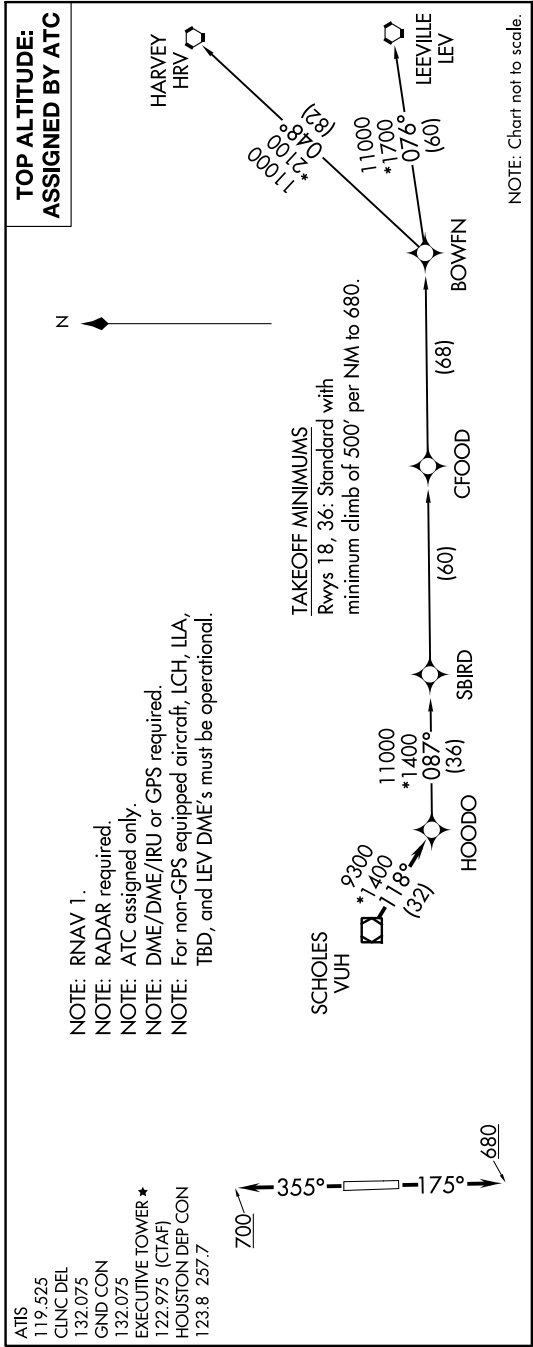 TOP ALTITUDE:
ASSIGNED BY ATC
ATIS
119.525
CLNC DEL
132.075
GND CON
132.075
EXECUTIVE TOWER★
122.975 (CTAF)
HOUSTON DEP CON
123.8 257.7
NOTE: RNAV 1.
NOTE: RADAR required.
NOTE: ATC assigned only.
NOTE: DME/DME/IRU or GPS required.
NOTE: For non-GPS equipped aircraft, LCH, LLA,
TBD, and LEV DME's must be operational.
N
HARVEY
HRV
11000
*2100
048°
(82)
LEEVILLE
LEV
11000
*1700
076°
(60)
TAKEOFF MINIMUMS
Rwys 18, 36: Standard with
minimum climb of 500' per NM to 680.
700
355°
175°
680
SCHOLES
VUH
9300
*1400
118°
(32)
HOODO
11000
*1400
087°
(36)
SBIRD
(60)
CFOOD
(68)
BOWFN
NOTE: Chart not to scale.